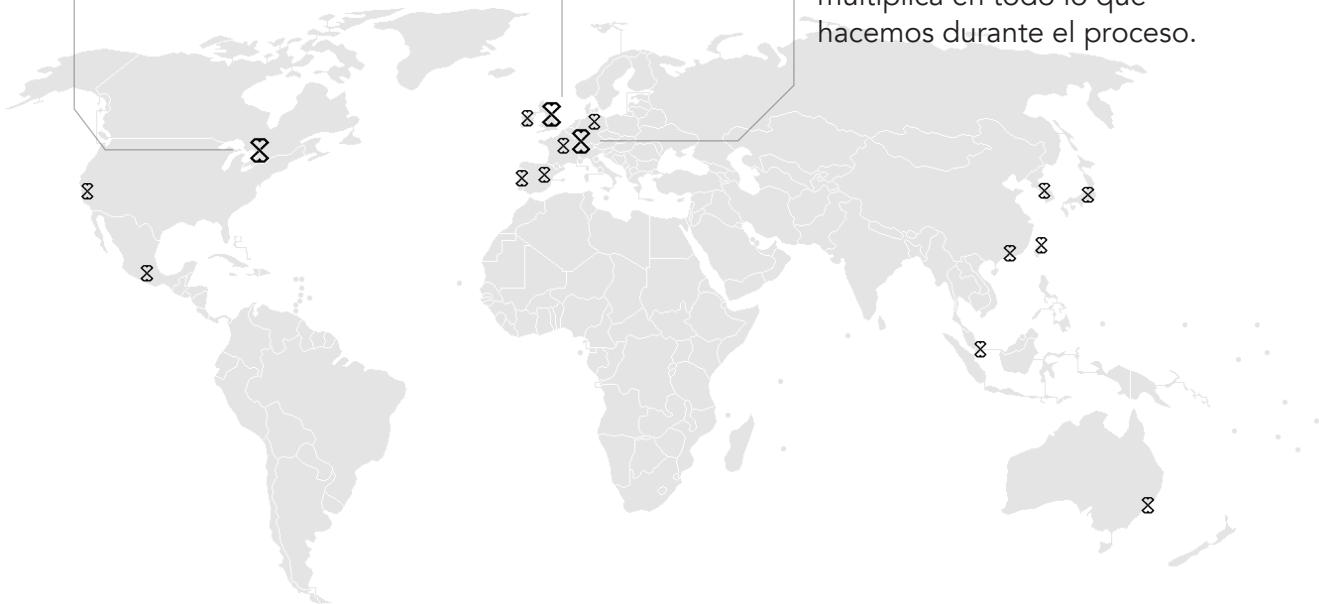 multiplica en todo lo que
hacemos durante el proceso.